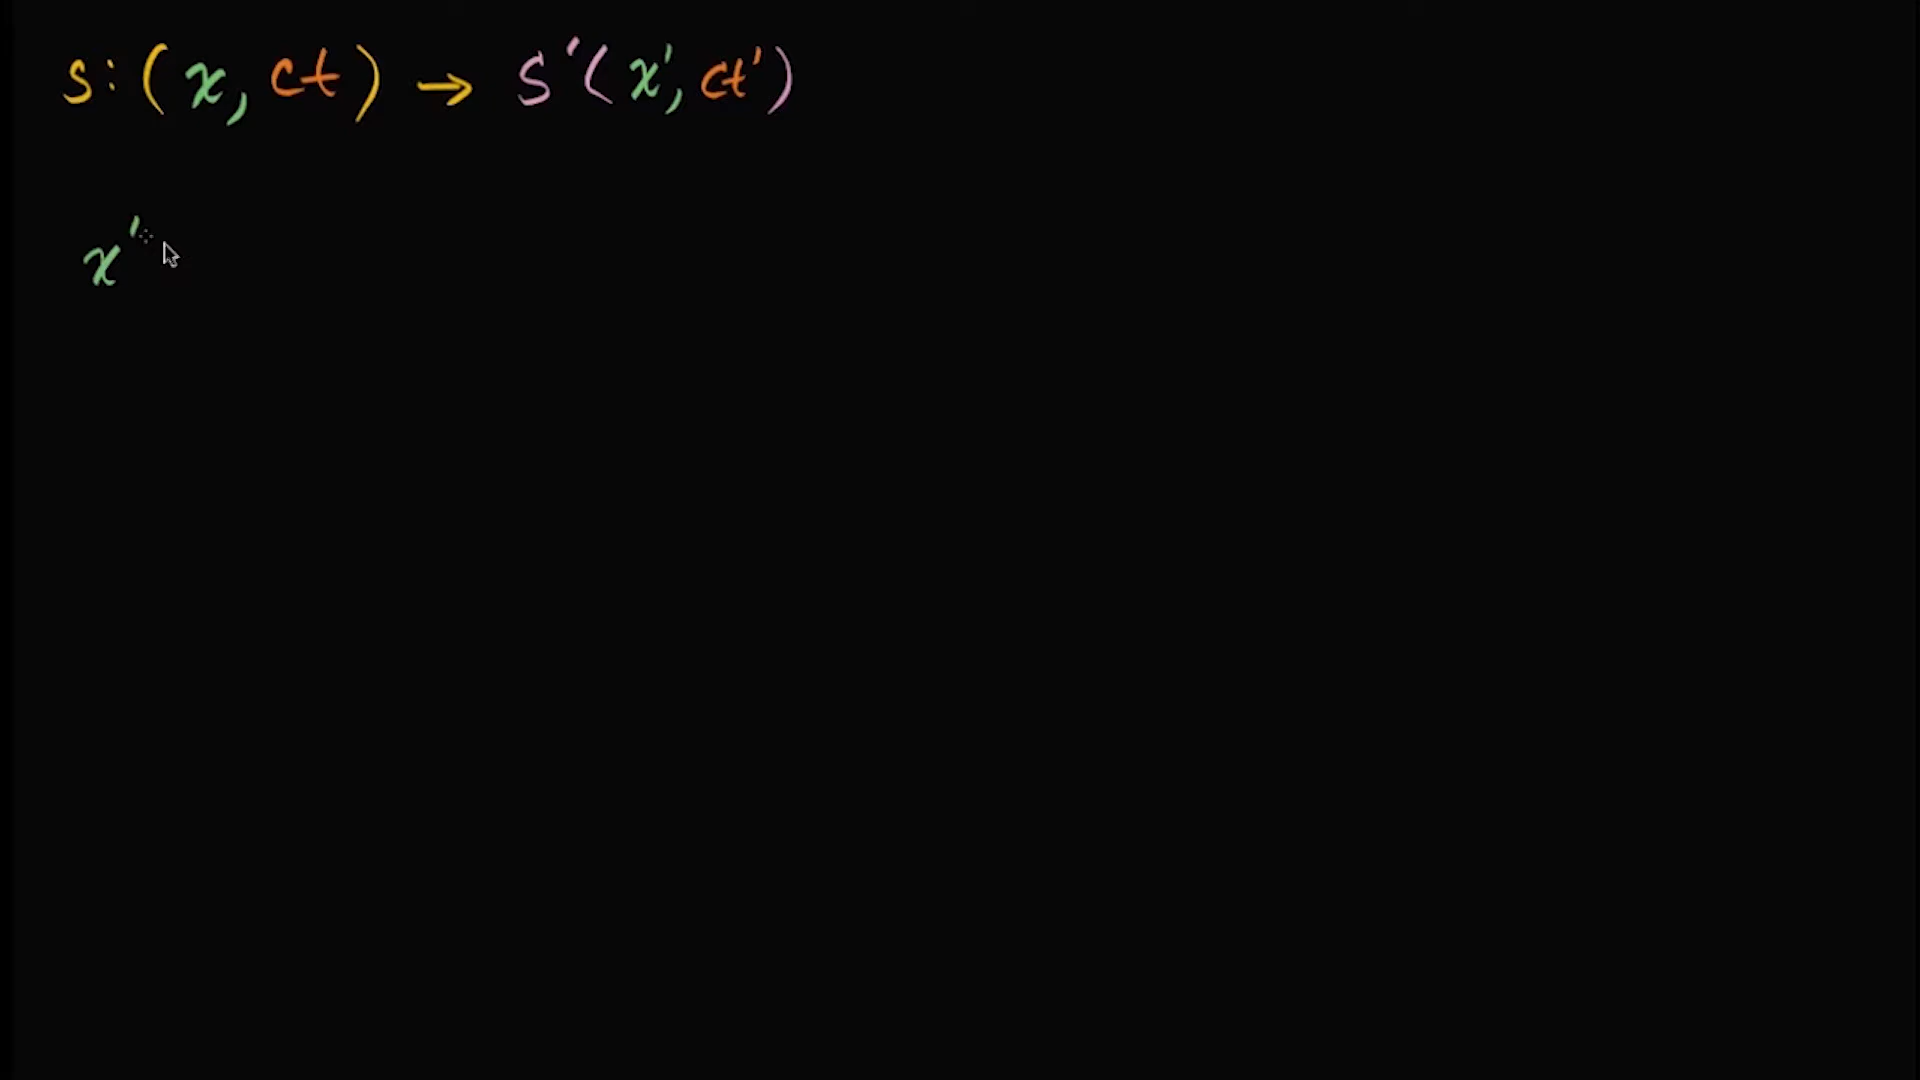 S: (x, ct) → S'(x', ct')
x'